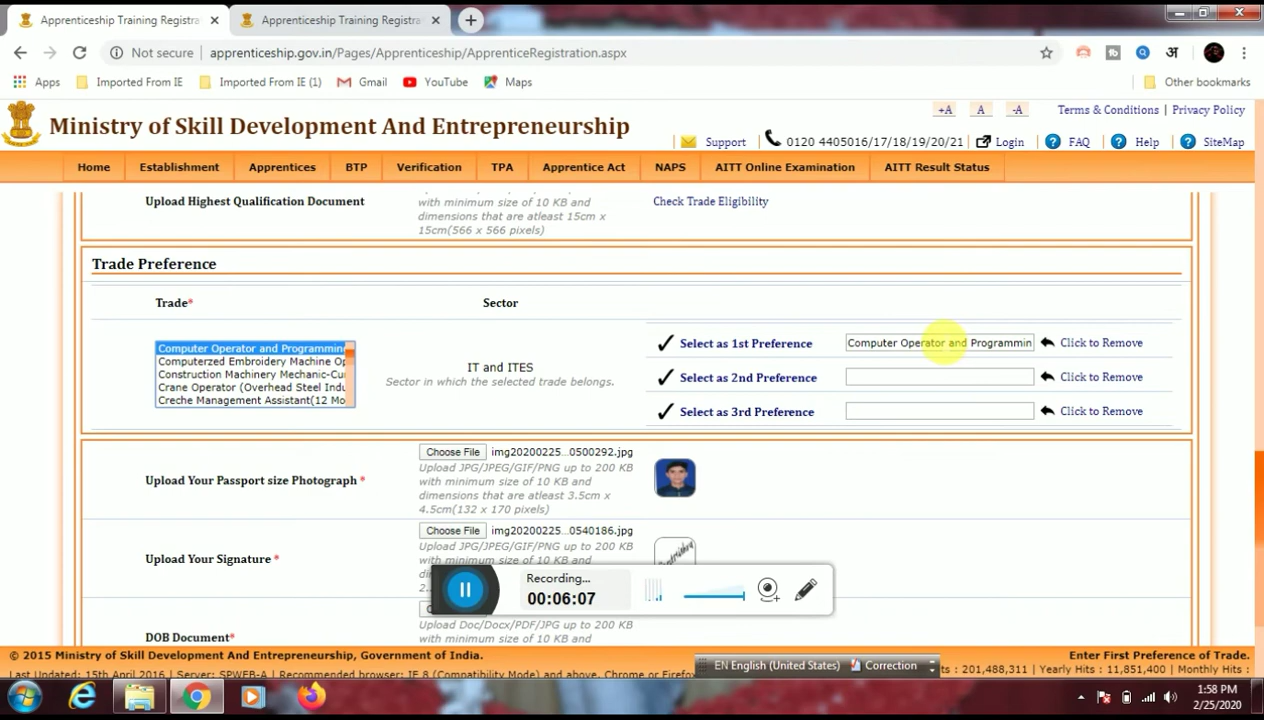 Apprenticeship Training Registra
Apprenticeship Training Registra
Not secure | apprenticeship.gov.in/Pages/Apprenticeship/ApprenticeRegistration.aspx
अ
Apps Imported From IE Imported From IE (1) Gmail YouTube Maps Other bookmarks
+A A -A Terms & Conditions | Privacy Policy
Ministry of Skill Development And Entrepreneurship
Support 0120 4405016/17/18/19/20/21 Login FAQ Help SiteMap
Home Establishment Apprentices BTP Verification TPA Apprentice Act NAPS AITT Online Examination AITT Result Status
Upload Highest Qualification Document
with minimum size of 10 KB and
dimensions that are atleast 15cm x
15cm(566 x 566 pixels)
Check Trade Eligibility
Trade Preference
Trade* Sector
Computer Operator and Programming
Computerzed Embroidery Machine Op
Construction Machinery Mechanic-Cu
Crane Operator (Overhead Steel Indu
Creche Management Assistant(12 Mo
IT and ITES
Sector in which the selected trade belongs.
Select as 1st Preference Computer Operator and Programmin Click to Remove
Select as 2nd Preference Click to Remove
Select as 3rd Preference Click to Remove
Upload Your Passport size Photograph *
Choose File img20200225...0500292.jpg
Upload JPG/JPEG/GIF/PNG up to 200 KB
with minimum size of 10 KB and
dimensions that are atleast 3.5cm x
4.5cm(132 x 170 pixels)
Upload Your Signature *
Choose File img20200225...0540186.jpg
Upload JPG/JPEG/GIF/PNG up to 200 KB
with minimum size of 10 KB and
Recording...
00:06:07
DOB Document*
Upload Doc/Docx/PDF/JPG up to 200 KB
with minimum size of 10 KB and
© 2015 Ministry of Skill Development And Entrepreneurship, Government of India. Enter First Preference of Trade.
EN English (United States) Correction
Last Updated: 15th April 2016 | Server: SPWEB-A | Recommended browser: IE 8 (Compatibility Mode) and above, Chrome or Firefox
s : 201,488,311 | Yearly Hits : 11,851,400 | Monthly Hits :
1:58 PM
2/25/2020